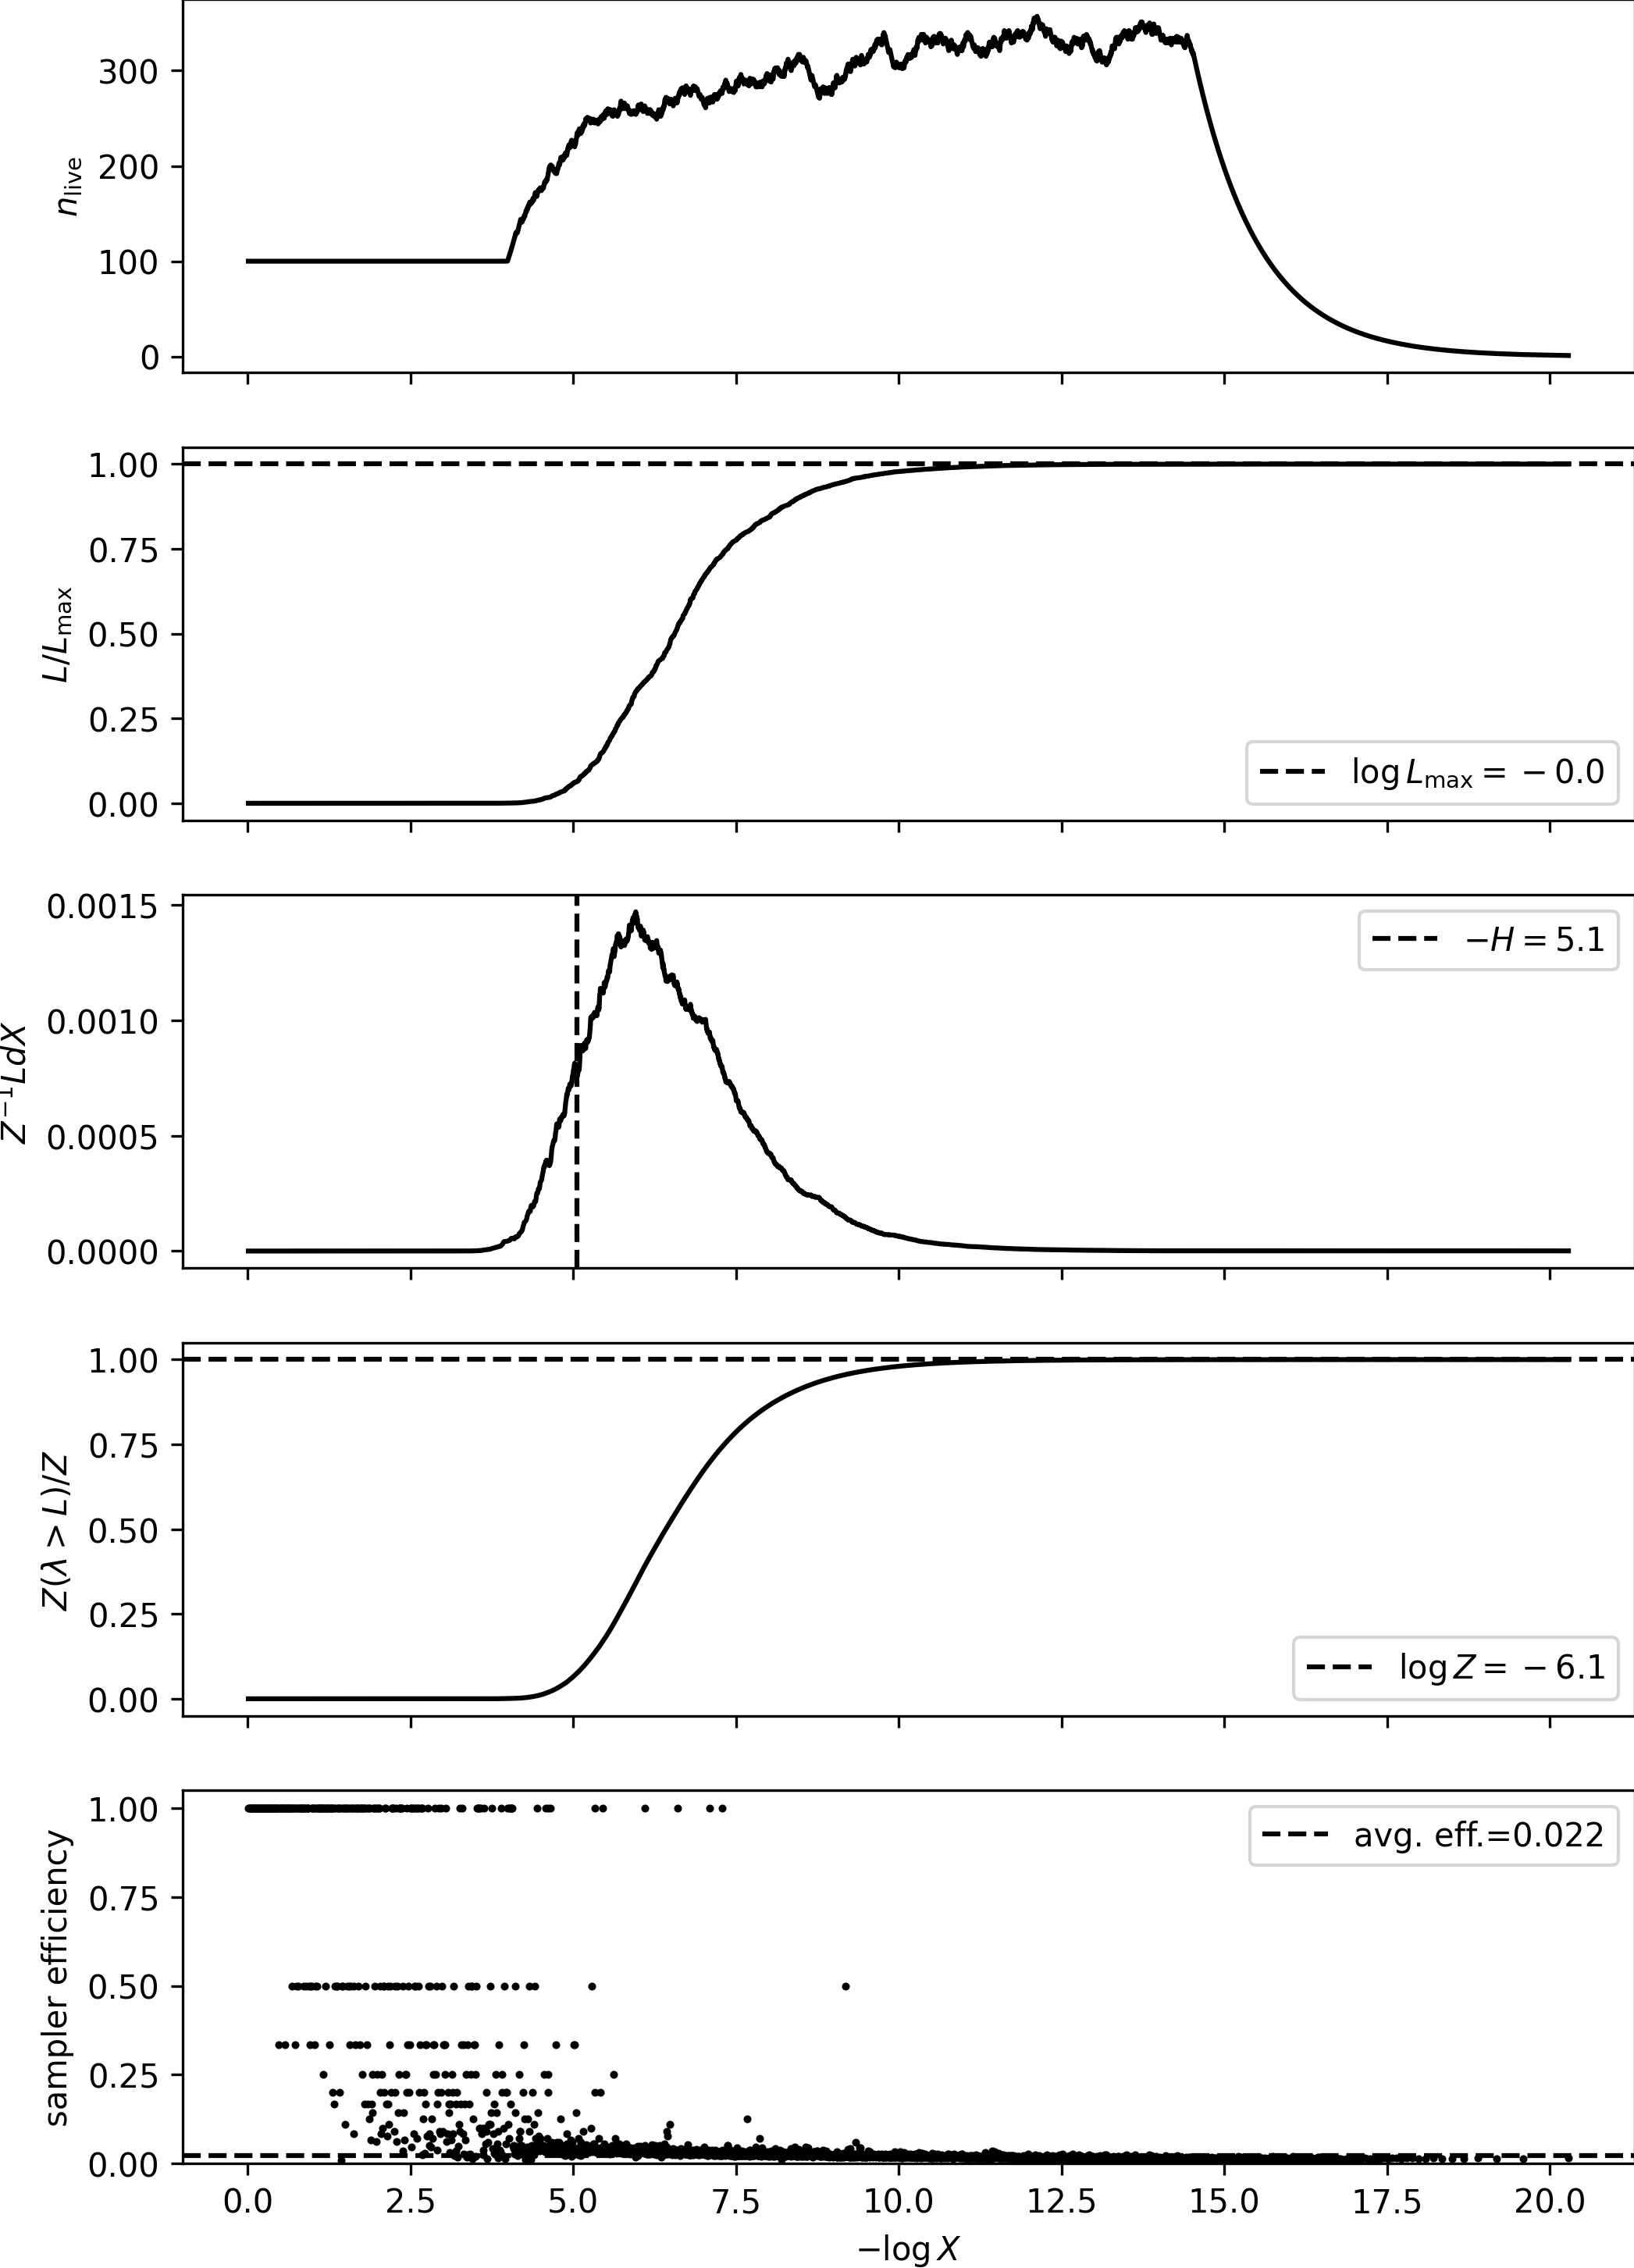 300
200
100
0
n_live
1.00
0.75
0.50
0.25
0.00
L/L_max
log L_max = −0.0
0.0015
0.0010
0.0005
0.0000
Z⁻¹LdX
−H = 5.1
1.00
0.75
0.50
0.25
0.00
Z(λ > L)/Z
log Z = −6.1
1.00
0.75
0.50
0.25
0.00
sampler efficiency
avg. eff.=0.022
0.0 2.5 5.0 7.5 10.0 12.5 15.0 17.5 20.0
−log X